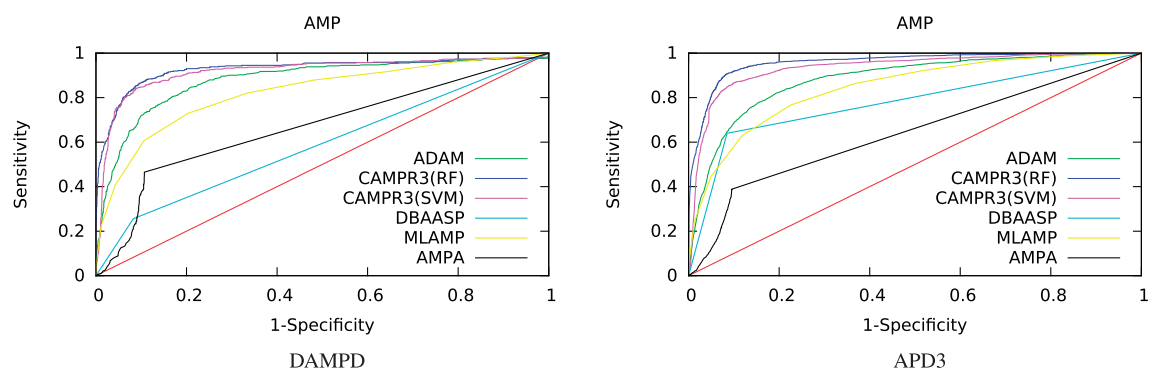 AMP
Sensitivity
1
0.8
0.6
0.4
0.2
0
ADAM
CAMPR3(RF)
CAMPR3(SVM)
DBAASP
MLAMP
AMPA
0 0.2 0.4 0.6 0.8 1
1-Specificity
DAMPD
AMP
Sensitivity
1
0.8
0.6
0.4
0.2
0
ADAM
CAMPR3(RF)
CAMPR3(SVM)
DBAASP
MLAMP
AMPA
0 0.2 0.4 0.6 0.8 1
1-Specificity
APD3